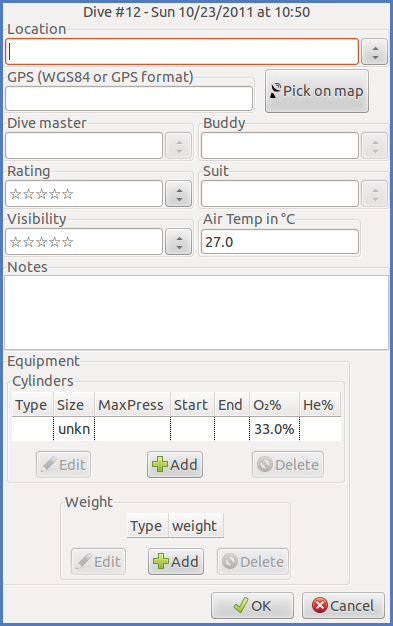 Dive #12 - Sun 10/23/2011 at 10:50
Location
GPS (WGS84 or GPS format)
Pick on map
Dive master Buddy
Rating Suit
☆☆☆☆☆
Visibility Air Temp in °C
☆☆☆☆☆ 27.0
Notes
Equipment
Cylinders
Type Size MaxPress Start End O₂% He%
unkn 33.0%
Edit Add Delete
Weight
Type weight
Edit Add Delete
OK Cancel